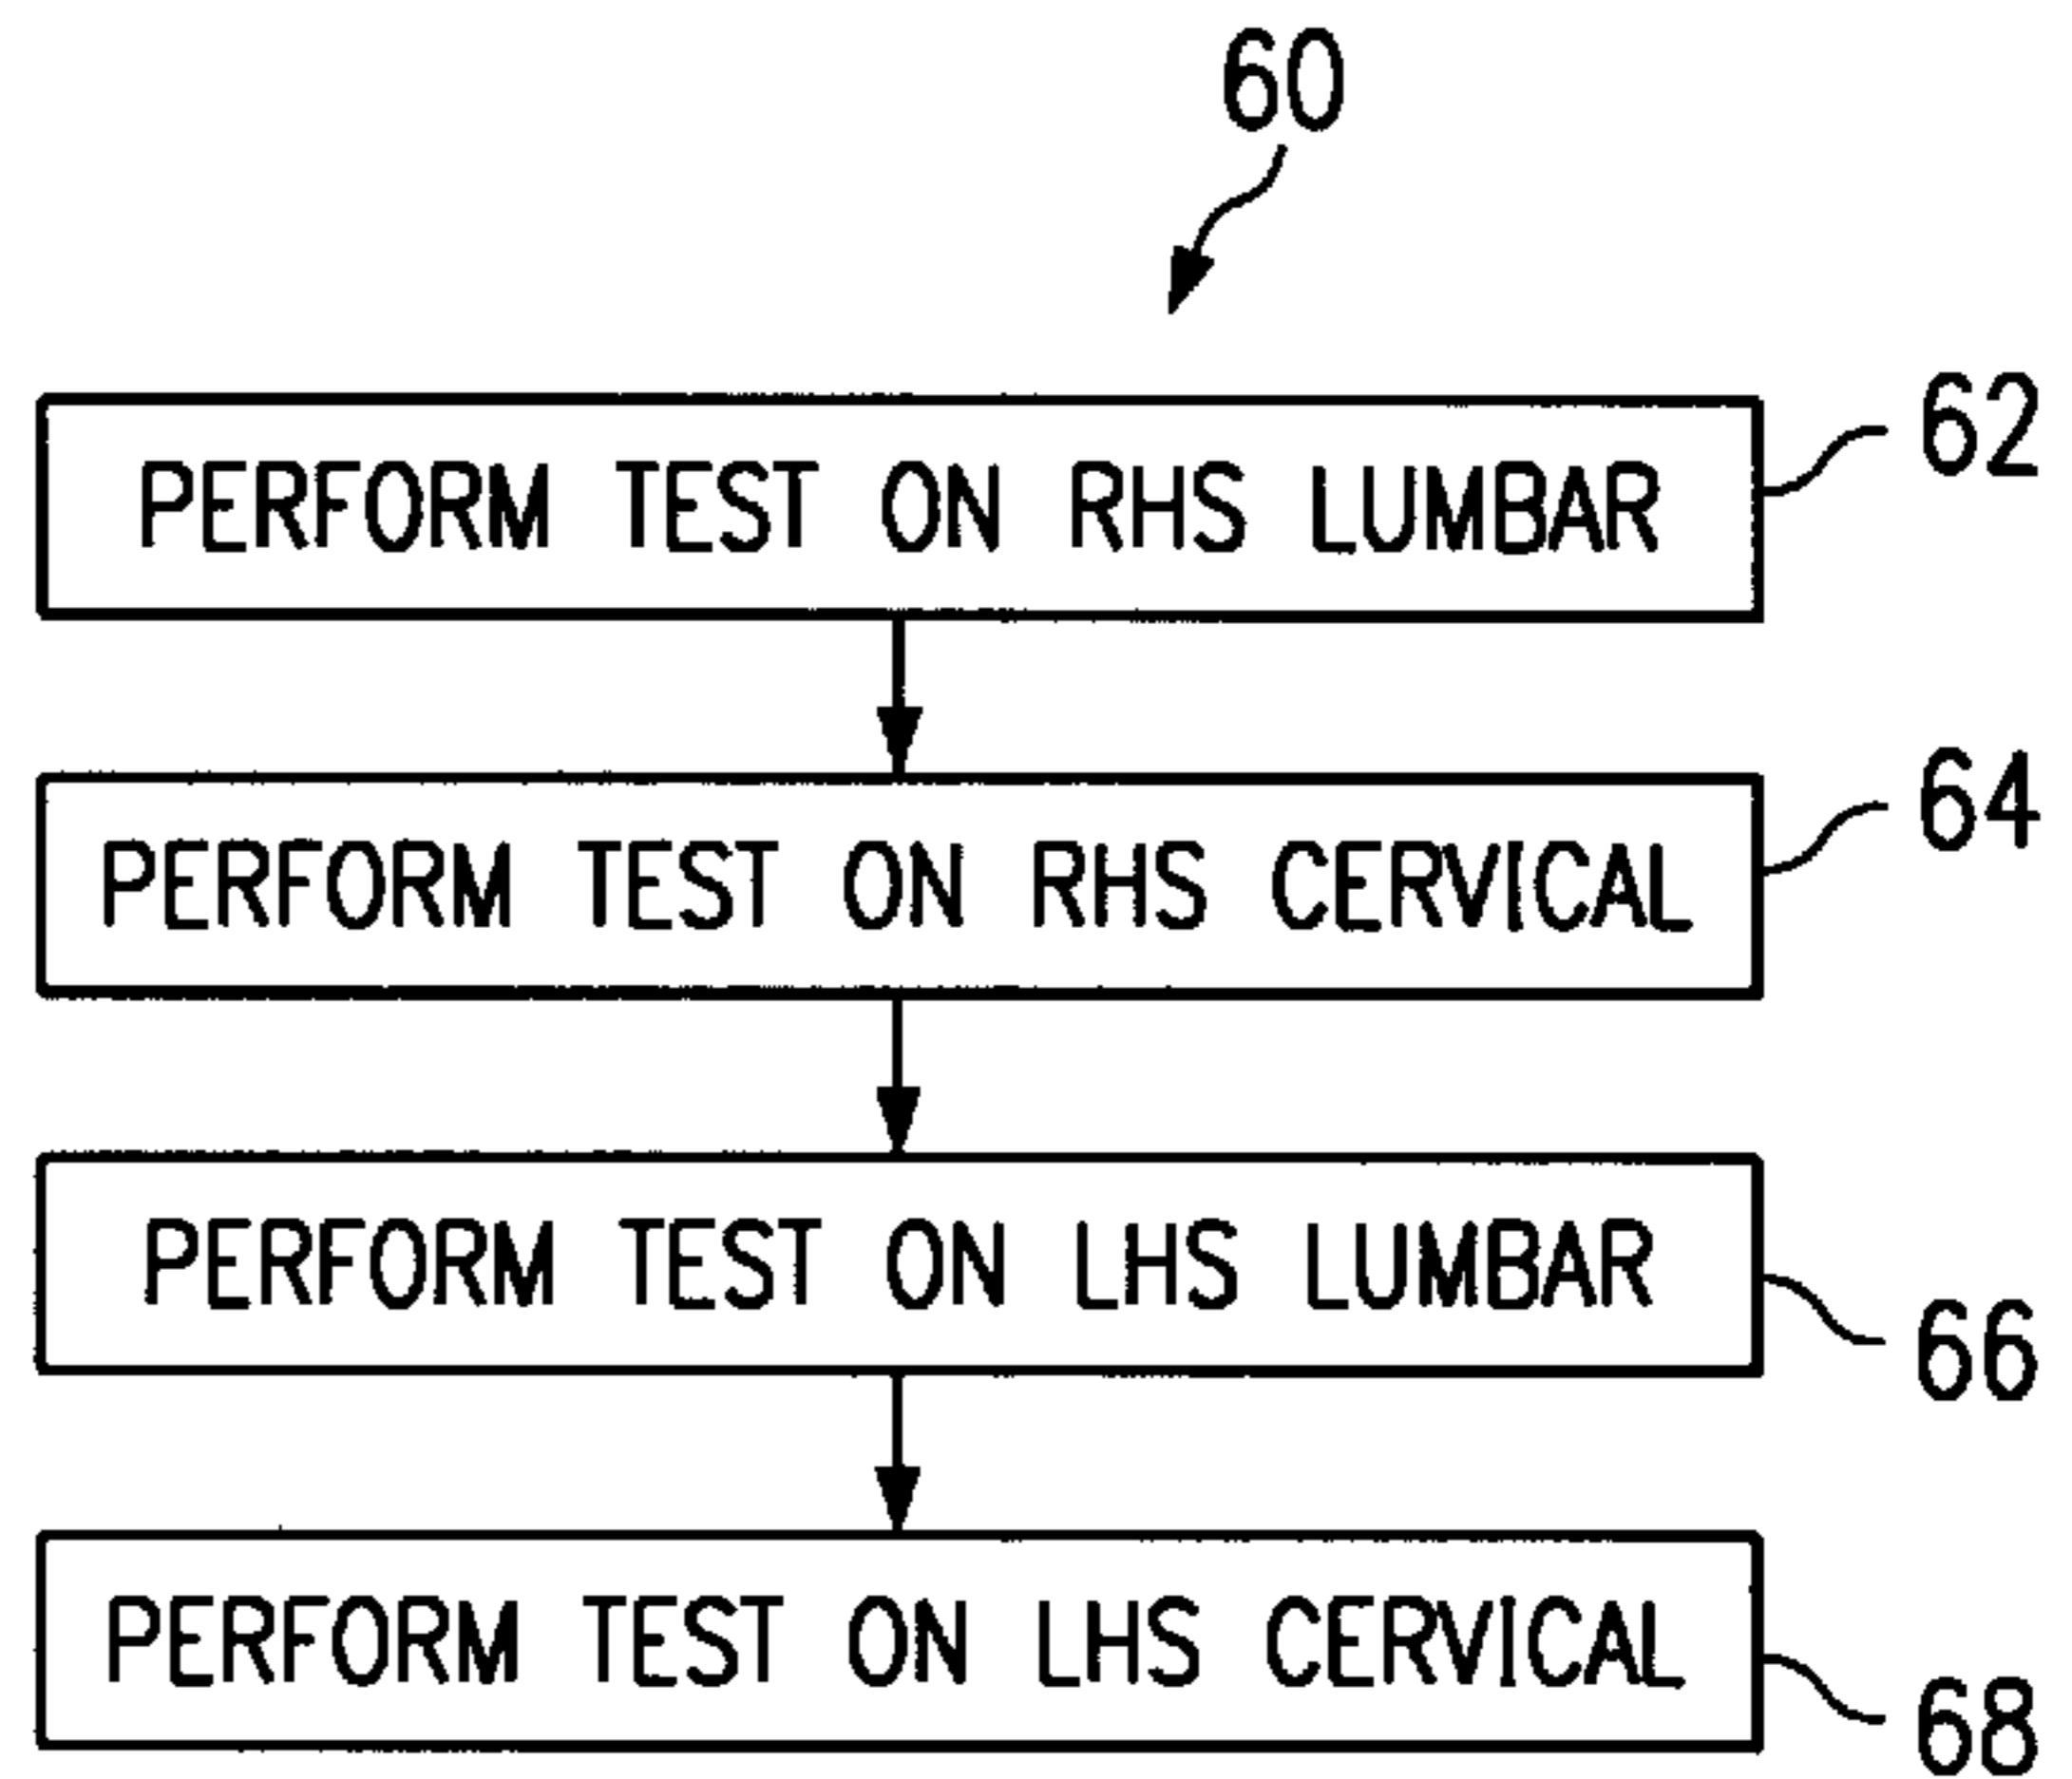 60
PERFORM TEST ON RHS LUMBAR
62
PERFORM TEST ON RHS CERVICAL
64
PERFORM TEST ON LHS LUMBAR
66
PERFORM TEST ON LHS CERVICAL
68